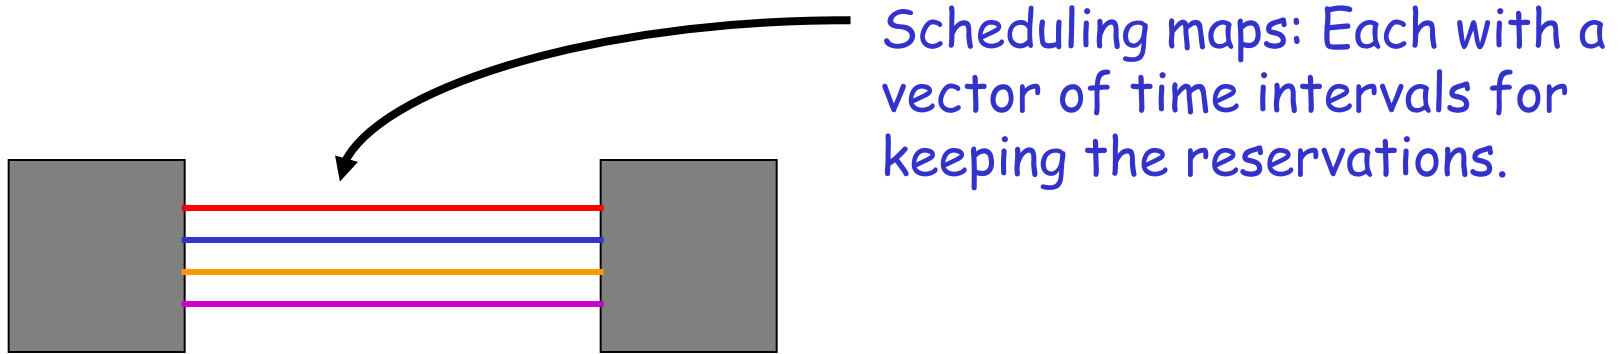 Scheduling maps: Each with a
vector of time intervals for
keeping the reservations.